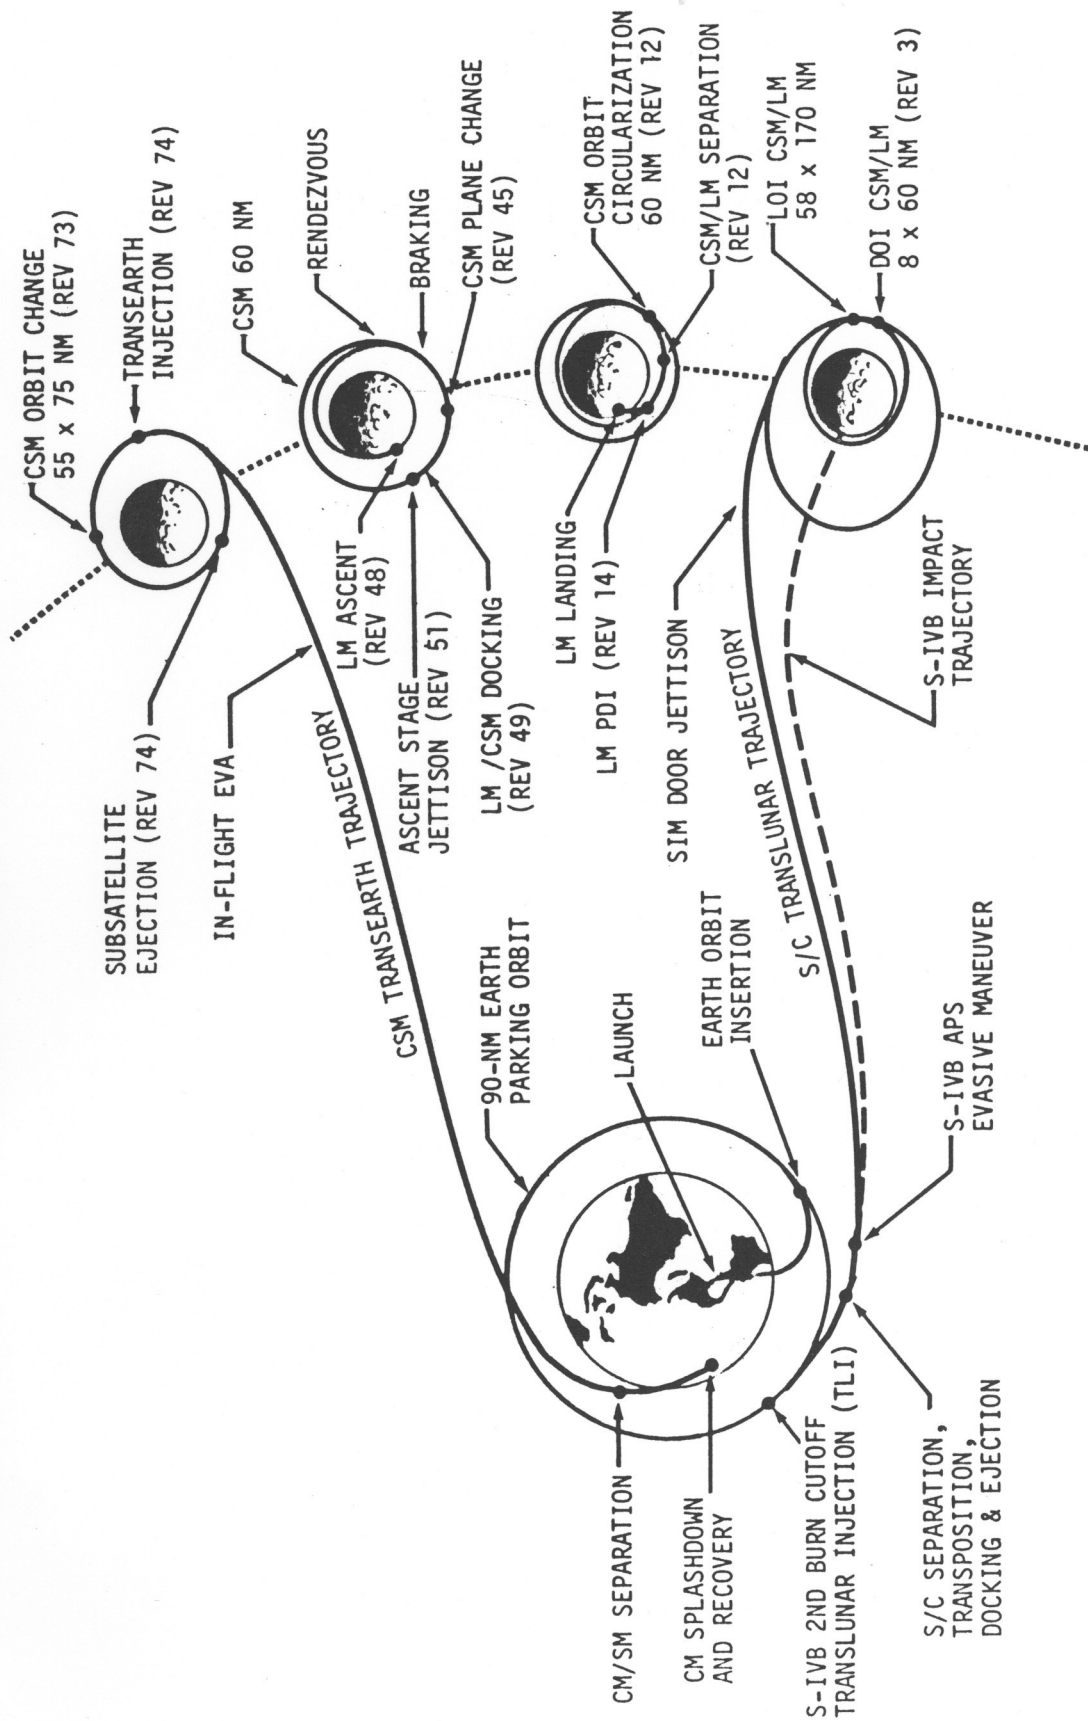 CSM ORBIT CHANGE
55 x 75 NM (REV 73)
TRANSEARTH
INJECTION (REV 74)
SUBSATELLITE
EJECTION (REV 74)
IN-FLIGHT EVA
CSM 60 NM
RENDEZVOUS
BRAKING
CSM PLANE CHANGE
(REV 45)
LM ASCENT
(REV 48)
ASCENT STAGE
JETTISON (REV 51)
LM /CSM DOCKING
(REV 49)
CSM TRANSEARTH TRAJECTORY
CSM ORBIT
CIRCULARIZATION
60 NM (REV 12)
CSM/LM SEPARATION
(REV 12)
LM LANDING
LM PDI (REV 14)
SIM DOOR JETTISON
LOI CSM/LM
58 x 170 NM
DOI CSM/LM
8 x 60 NM (REV 3)
S/C TRANSLUNAR TRAJECTORY
S-IVB IMPACT
TRAJECTORY
90-NM EARTH
PARKING ORBIT
LAUNCH
EARTH ORBIT
INSERTION
S-IVB APS
EVASIVE MANEUVER
CM/SM SEPARATION
CM SPLASHDOWN
AND RECOVERY
S-IVB 2ND BURN CUTOFF
TRANSLUNAR INJECTION (TLI)
S/C SEPARATION,
TRANSPOSITION,
DOCKING & EJECTION